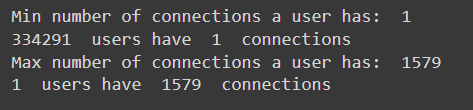 Min number of connections a user has:  1
334291  users have  1  connections
Max number of connections a user has:  1579
1  users have  1579  connections